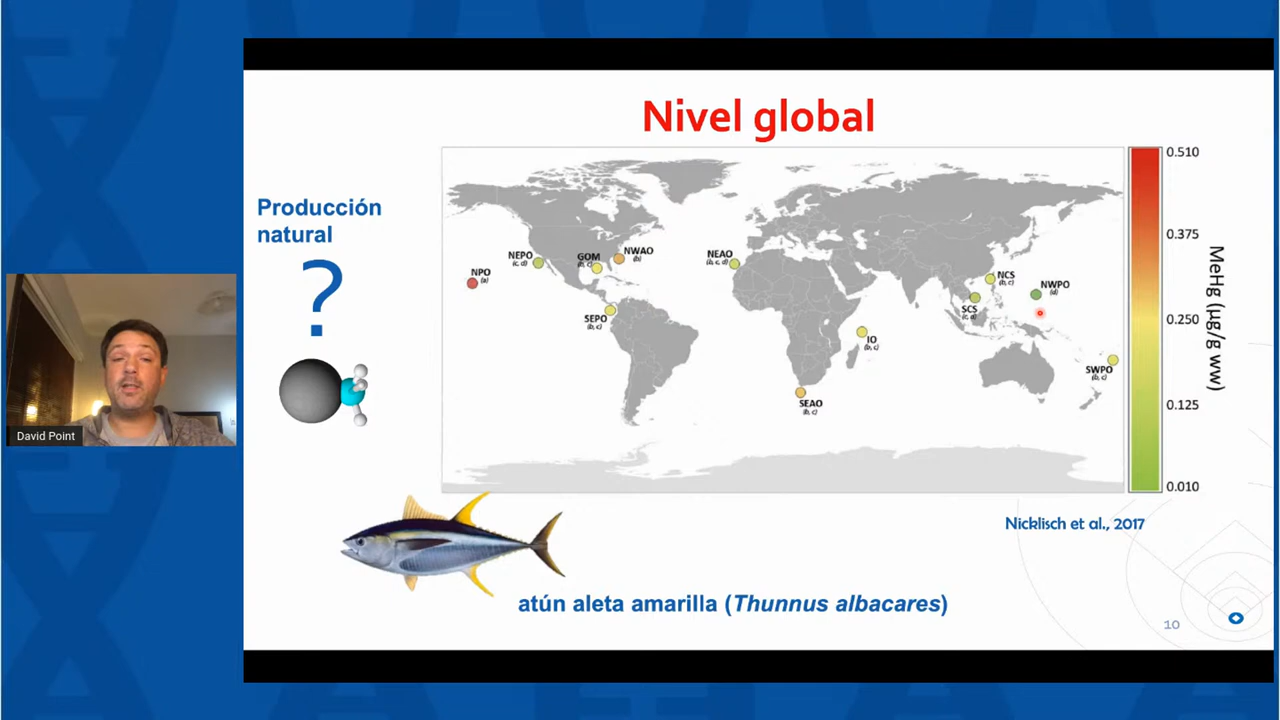 Nivel global
Producción
natural
?
NPO
(a)
NEPO
(c, d)
GOM
(b, c)
NWAO
(b)
SEPO
(b, c)
NEAO
(b, c, d)
SEAO
(b, c)
IO
(b, c)
NCS
(b, c)
SCS
NWPO
(d)
SWPO
(b, c)
0.510
0.375
0.250
0.125
0.010
MeHg (µg/g ww)
Nicklisch et al., 2017
atún aleta amarilla (Thunnus albacares)
10
David Point